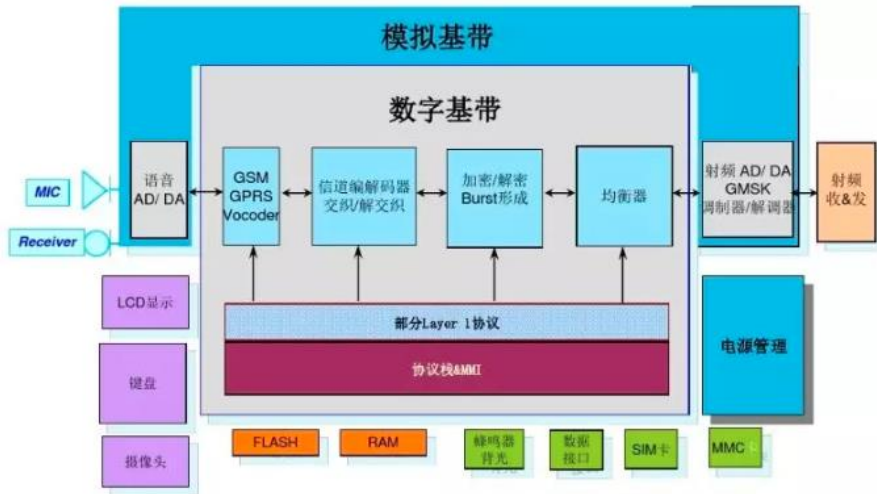 模拟基带
数字基带
MIC
Receiver
语音
AD/ DA
GSM
GPRS
Vocoder
信道编解码器
交织/解交织
加密/解密
Burst形成
均衡器
射频 AD/ DA
GMSK
调制器/解调器
射频
收&发
LCD显示
键盘
摄像头
部分Layer 1协议
协议栈&MMI
电源管理
FLASH
RAM
蜂鸣器
背光
数据
接口
SIM卡
MMC卡